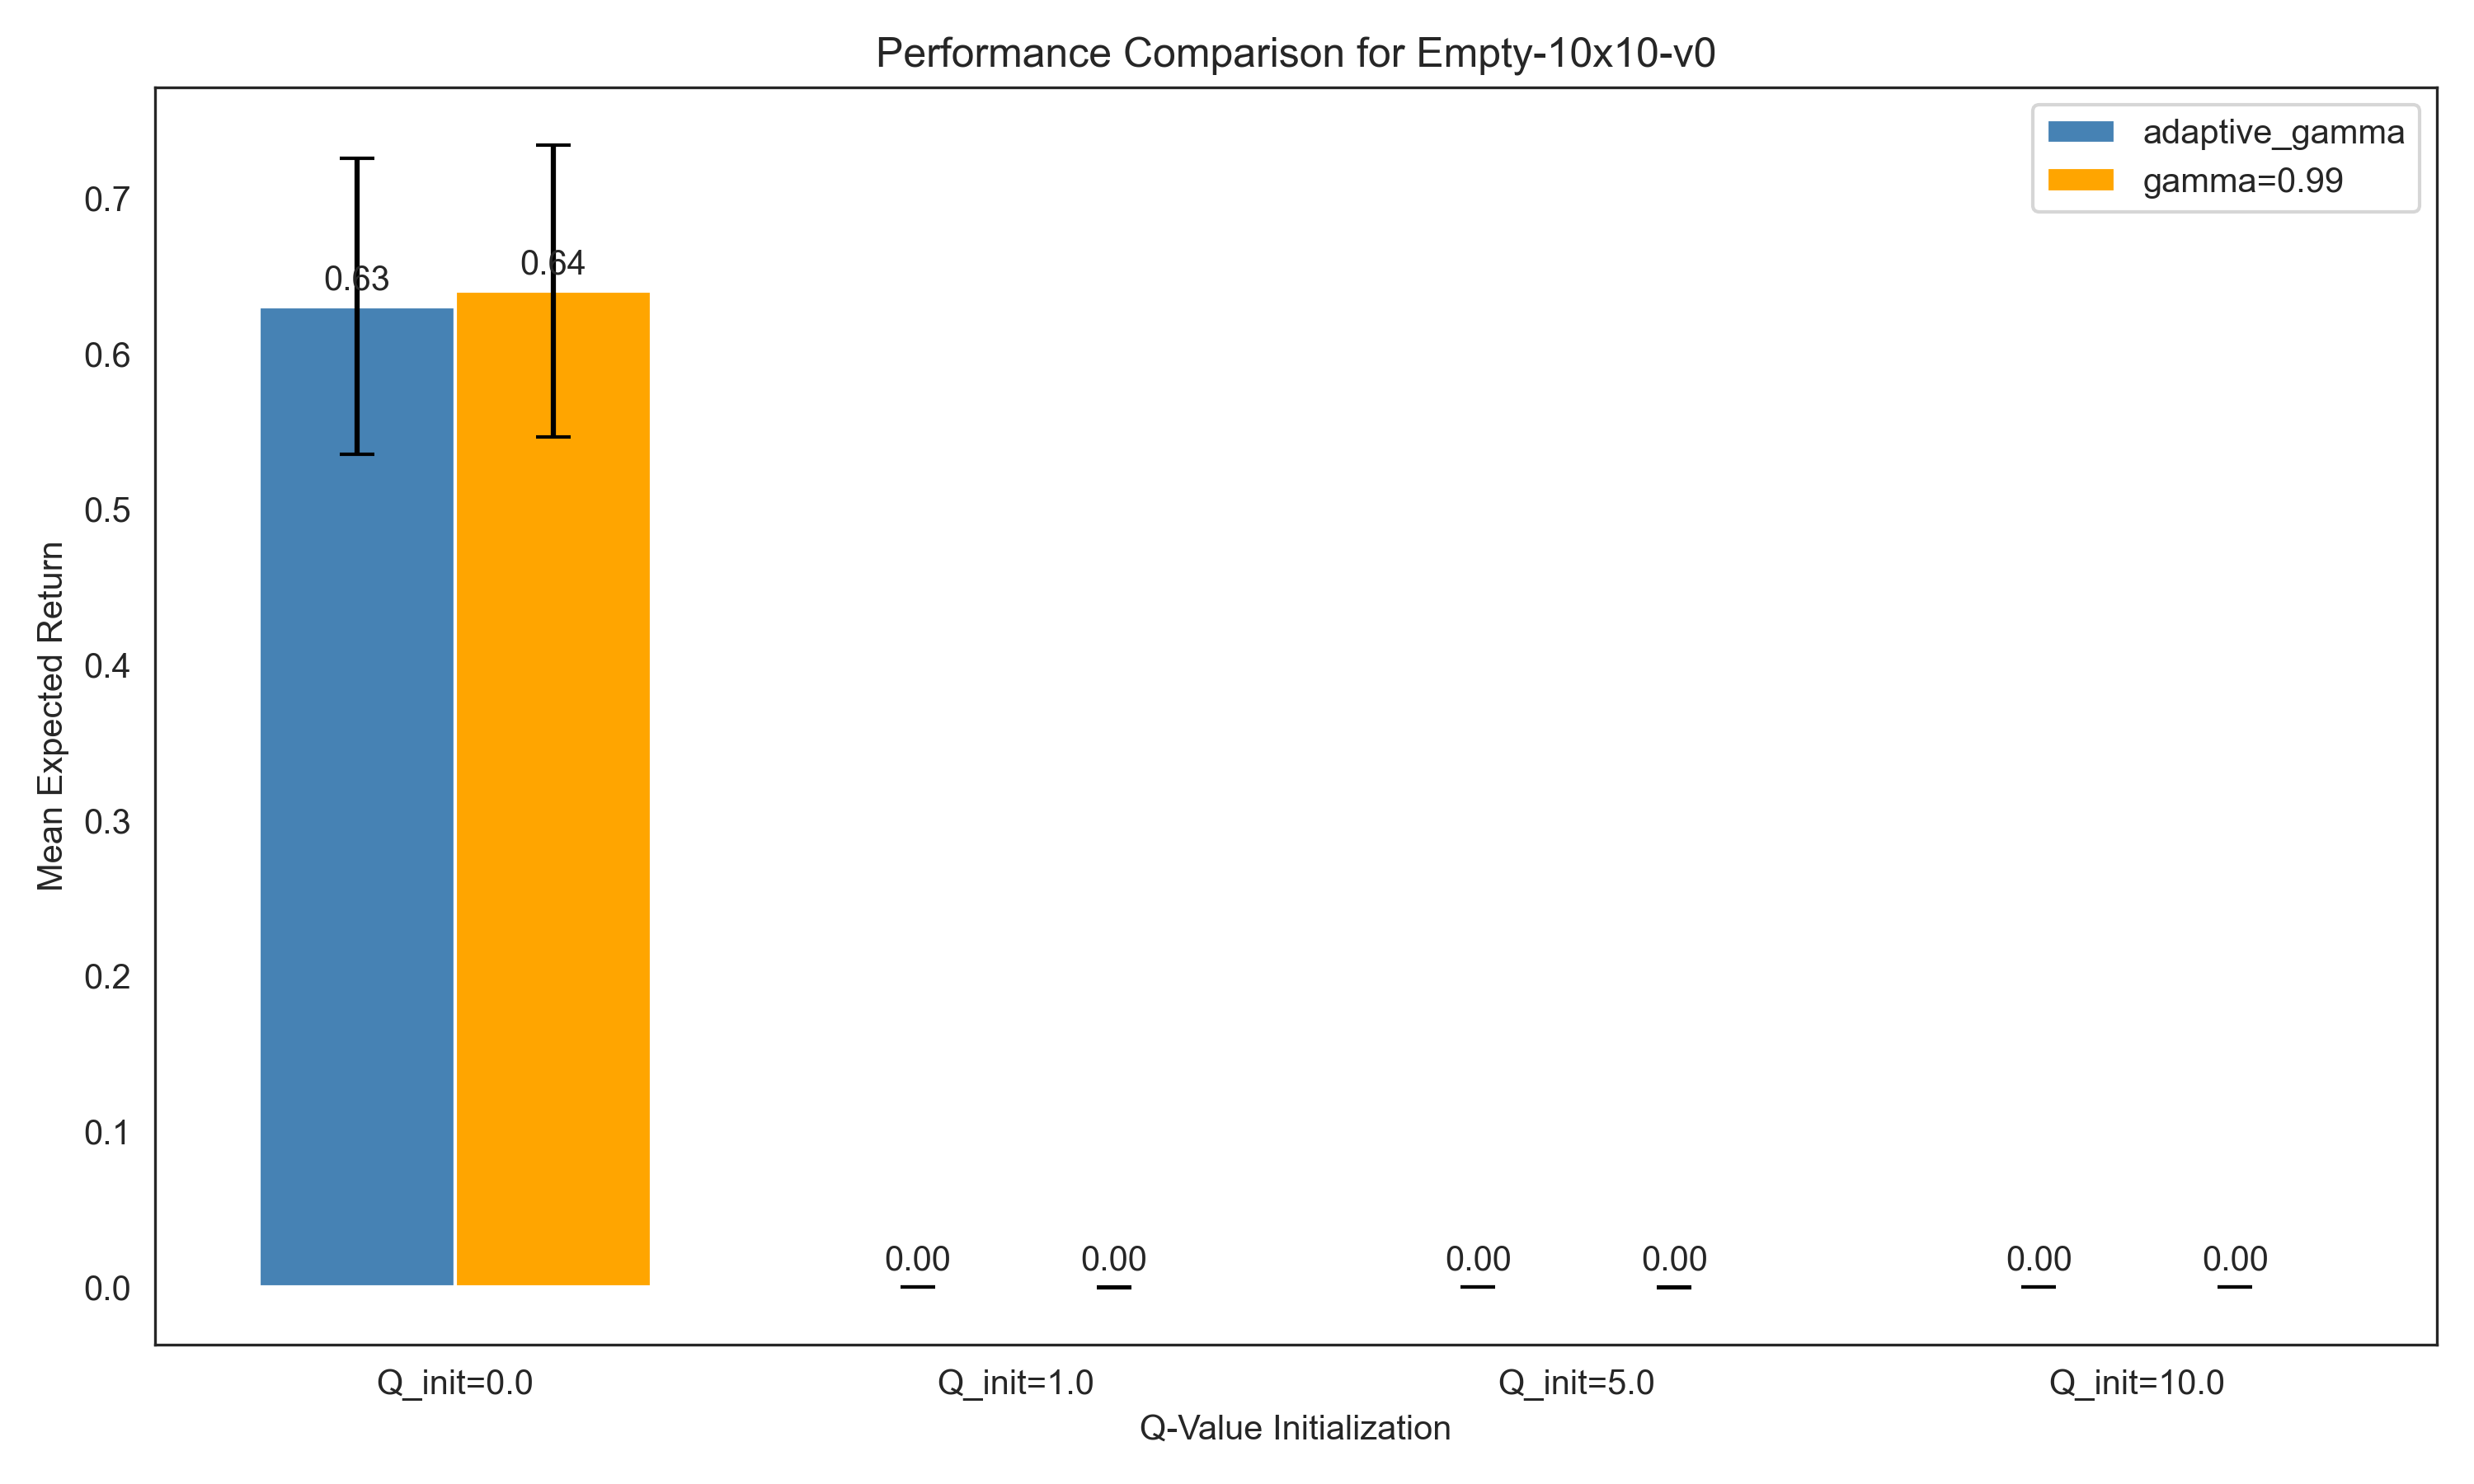 Performance Comparison for Empty-10x10-v0
adaptive_gamma
gamma=0.99
Mean Expected Return
0.7
0.6
0.5
0.4
0.3
0.2
0.1
0.0
0.63
0.64
0.00
0.00
0.00
0.00
0.00
0.00
Q_init=0.0
Q_init=1.0
Q_init=5.0
Q_init=10.0
Q-Value Initialization